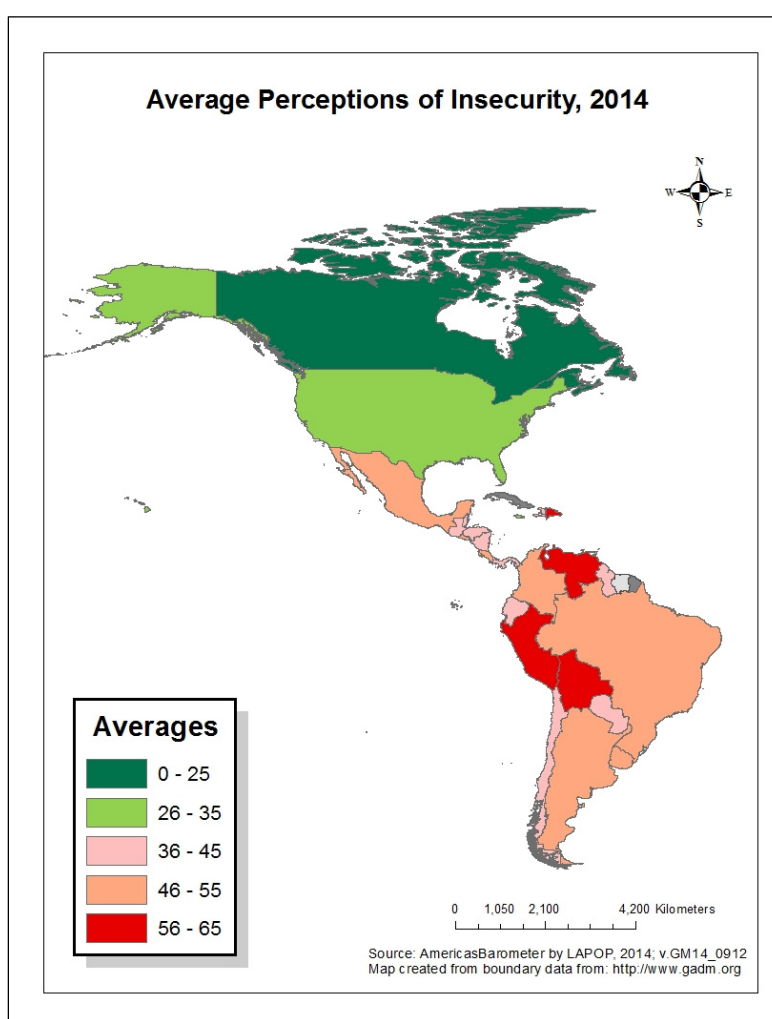 Average Perceptions of Insecurity, 2014
N
W E
S
Averages
0 - 25
26 - 35
36 - 45
46 - 55
56 - 65
0 1,050 2,100 4,200 Kilometers
Source: AmericasBarometer by LAPOP, 2014; v.GM14_0912
Map created from boundary data from: http://www.gadm.org